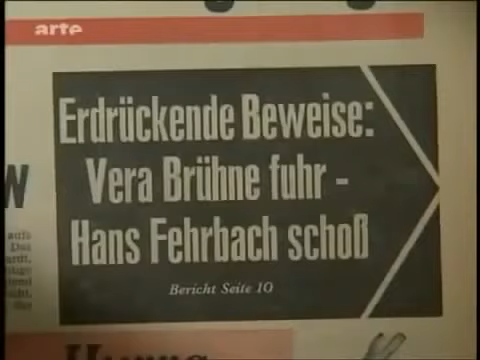 arte
Erdrückende Beweise:
Vera Brühne fuhr -
Hans Fehrbach schoß
Bericht Seite 10